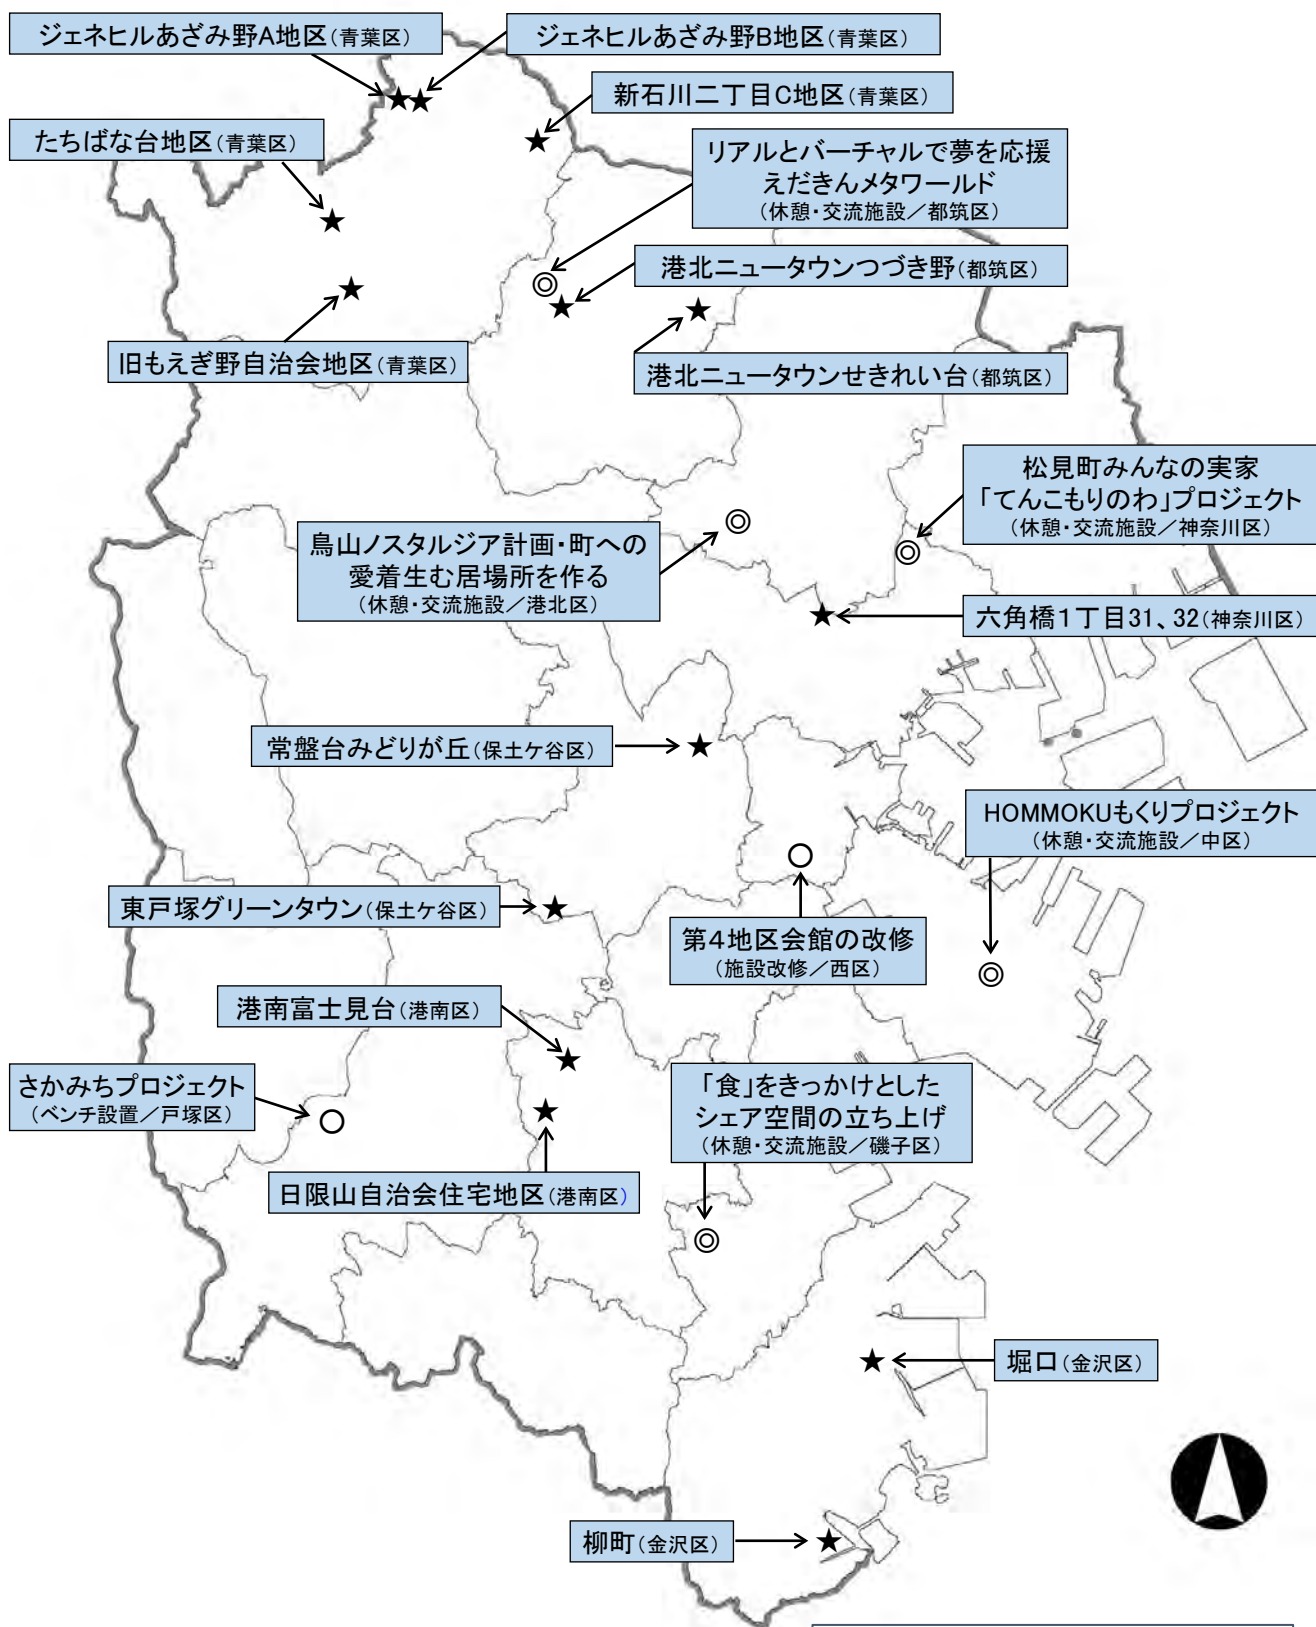 ジェネヒルあざみ野A地区(青葉区)
ジェネヒルあざみ野B地区(青葉区)
新石川二丁目C地区(青葉区)
たちばな台地区(青葉区)
リアルとバーチャルで夢を応援
えだきんメタワールド
(休憩・交流施設/都筑区)
港北ニュータウンつづき野(都筑区)
旧もえぎ野自治会地区(青葉区)
港北ニュータウンせきれい台(都筑区)
松見町みんなの実家
「てんこもりのわ」プロジェクト
(休憩・交流施設/神奈川区)
鳥山ノスタルジア計画・町への
愛着生む居場所を作る
(休憩・交流施設/港北区)
六角橋1丁目31、32(神奈川区)
常盤台みどりが丘(保土ケ谷区)
HOMMOKUもくりプロジェクト
(休憩・交流施設/中区)
東戸塚グリーンタウン(保土ケ谷区)
第4地区会館の改修
(施設改修/西区)
港南富士見台(港南区)
さかみちプロジェクト
(ベンチ設置/戸塚区)
「食」をきっかけとした
シェア空間の立ち上げ
(休憩・交流施設/磯子区)
日限山自治会住宅地区(港南区)
堀口(金沢区)
柳町(金沢区)